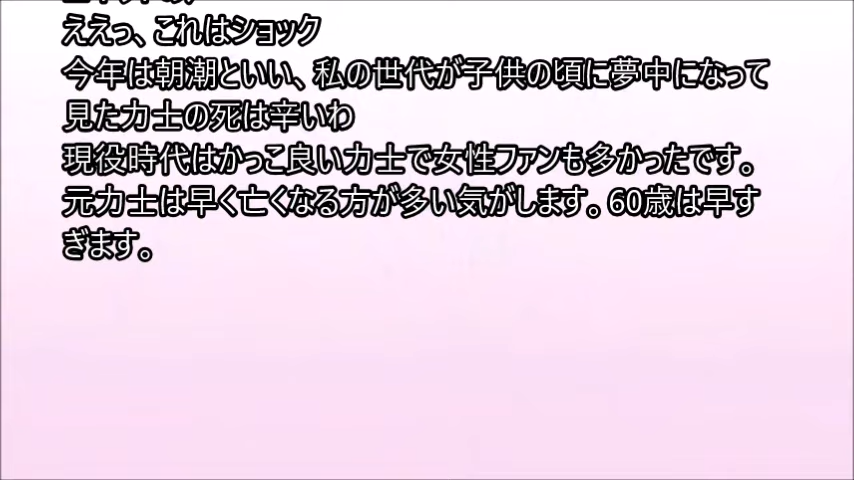 ええっ、これはショック
今年は朝潮といい、私の世代が子供の頃に夢中になって
見た力士の死は辛いわ
現役時代はかっこ良い力士で女性ファンも多かったです。
元力士は早く亡くなる方が多い気がします。60歳は早す
ぎます。